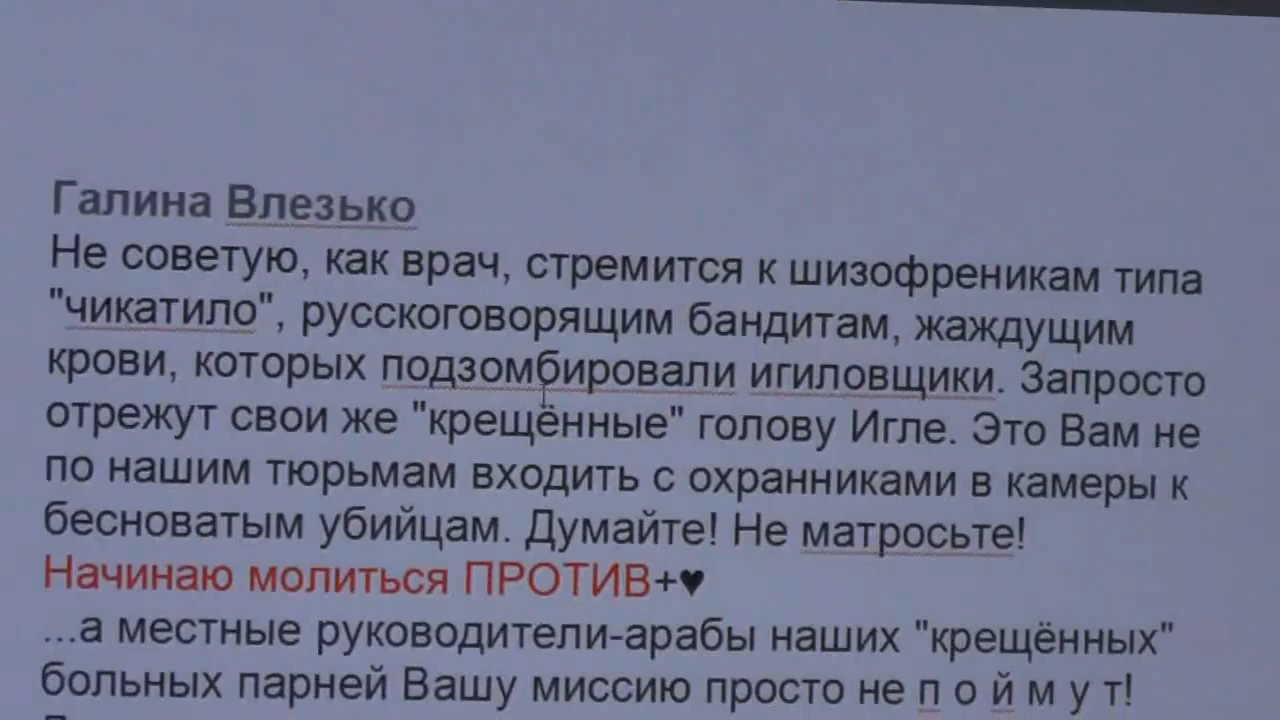 Галина Влезько
Не советую, как врач, стремится к шизофреникам типа
"чикатило", русскоговорящим бандитам, жаждущим
крови, которых подзомбировали игиловщики. Запросто
отрежут свои же "крещённые" голову Игле. Это Вам не
по нашим тюрьмам входить с охранниками в камеры к
бесноватым убийцам. Думайте! Не матросьте!
Начинаю молиться ПРОТИВ+♥
...а местные руководители-арабы наших "крещённых"
больных парней Вашу миссию просто не п о й м у т!